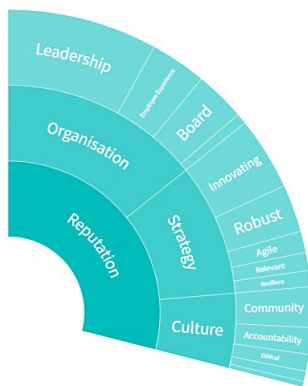 Leadership
Employee Experience
Board
Organisation
Innovating
Robust
Agile
Relevant
Resilient
Strategy
Reputation
Community
Accountability
Ethical
Culture